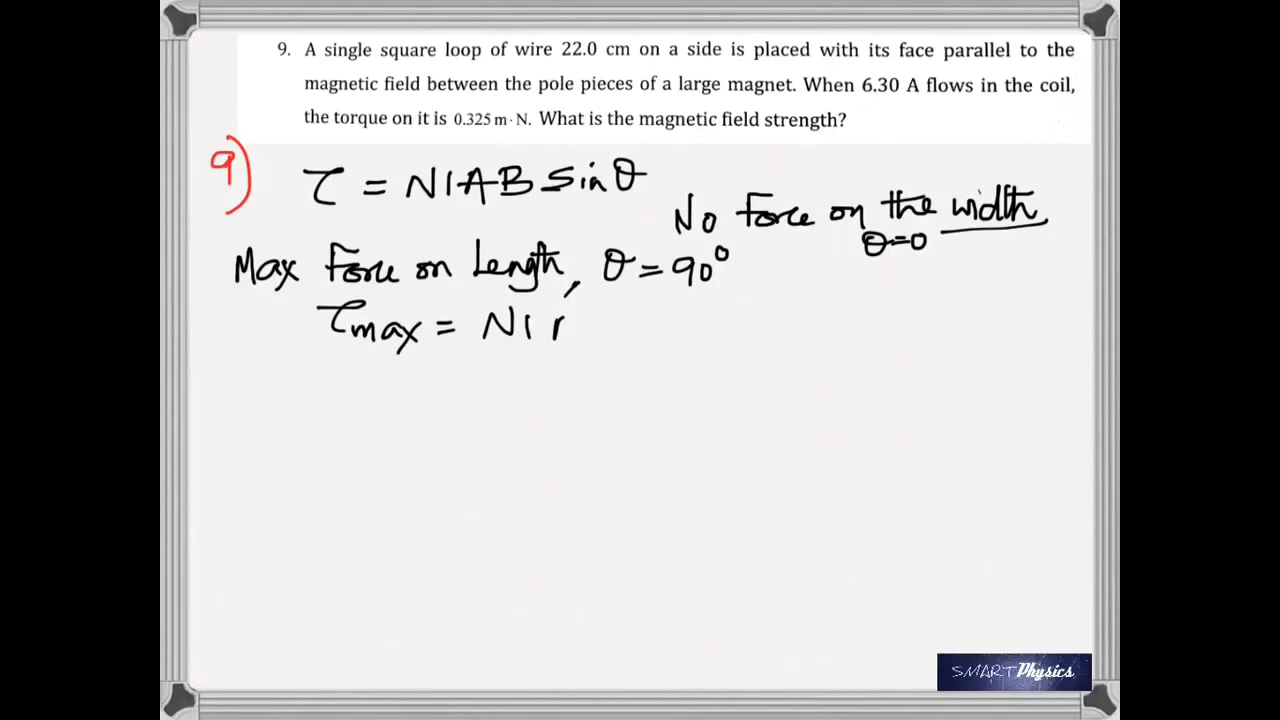 9. A single square loop of wire 22.0 cm on a side is placed with its face parallel to the
magnetic field between the pole pieces of a large magnet. When 6.30 A flows in the coil,
the torque on it is 0.325 m · N. What is the magnetic field strength?
9) τ = NIAB Sinθ
No Force on the width
θ=0
Max Force on Length, θ = 90°
τmax = NI
SMART Physics